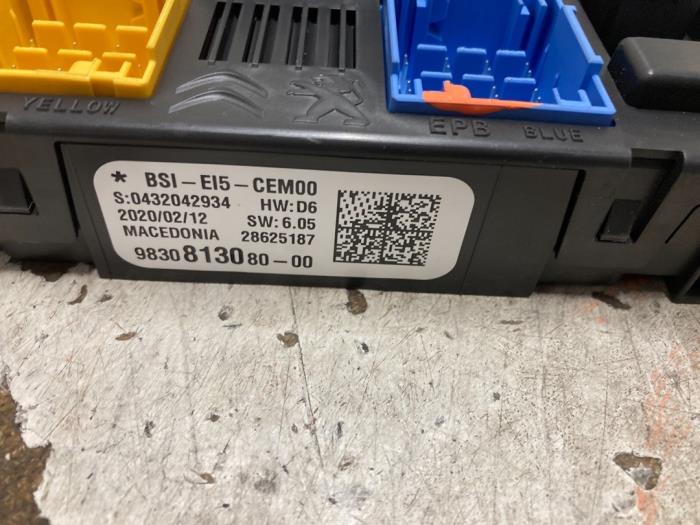 YELLOW
EPB BLUE
* BSI-EI5-CEM00
S:0432042934 HW:D6
2020/02/12 SW: 6.05
MACEDONIA 28625187
9830813080-00